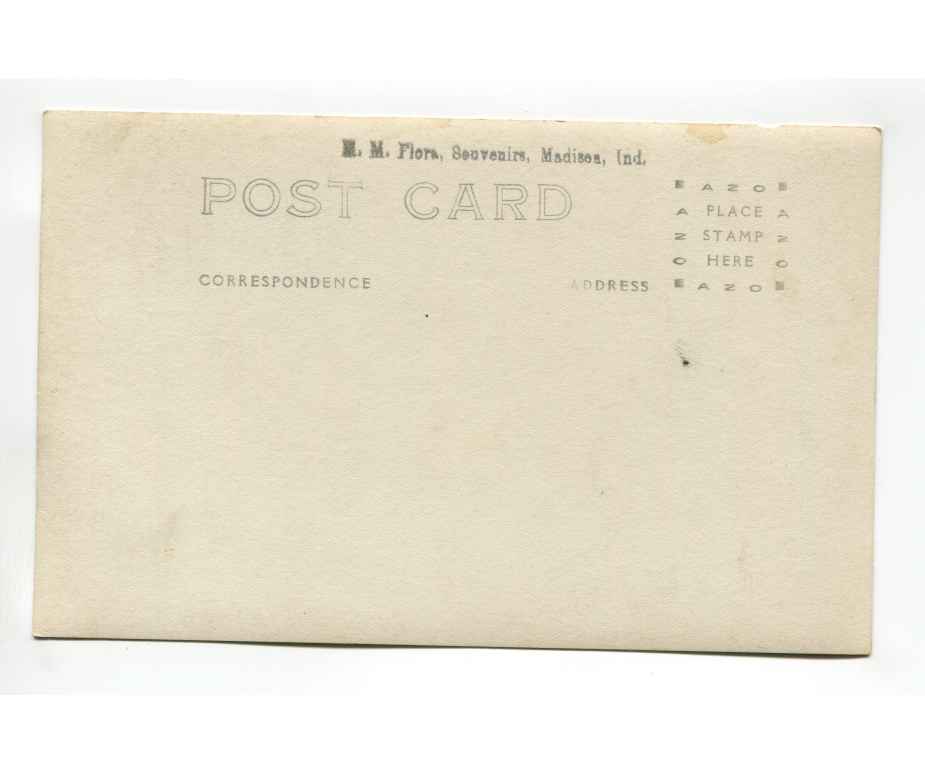 M. M. Flora, Souvenirs, Madison, Ind.
POST CARD
CORRESPONDENCE
ADDRESS
AZO
A PLACE A
Z STAMP Z
O HERE O
AZO